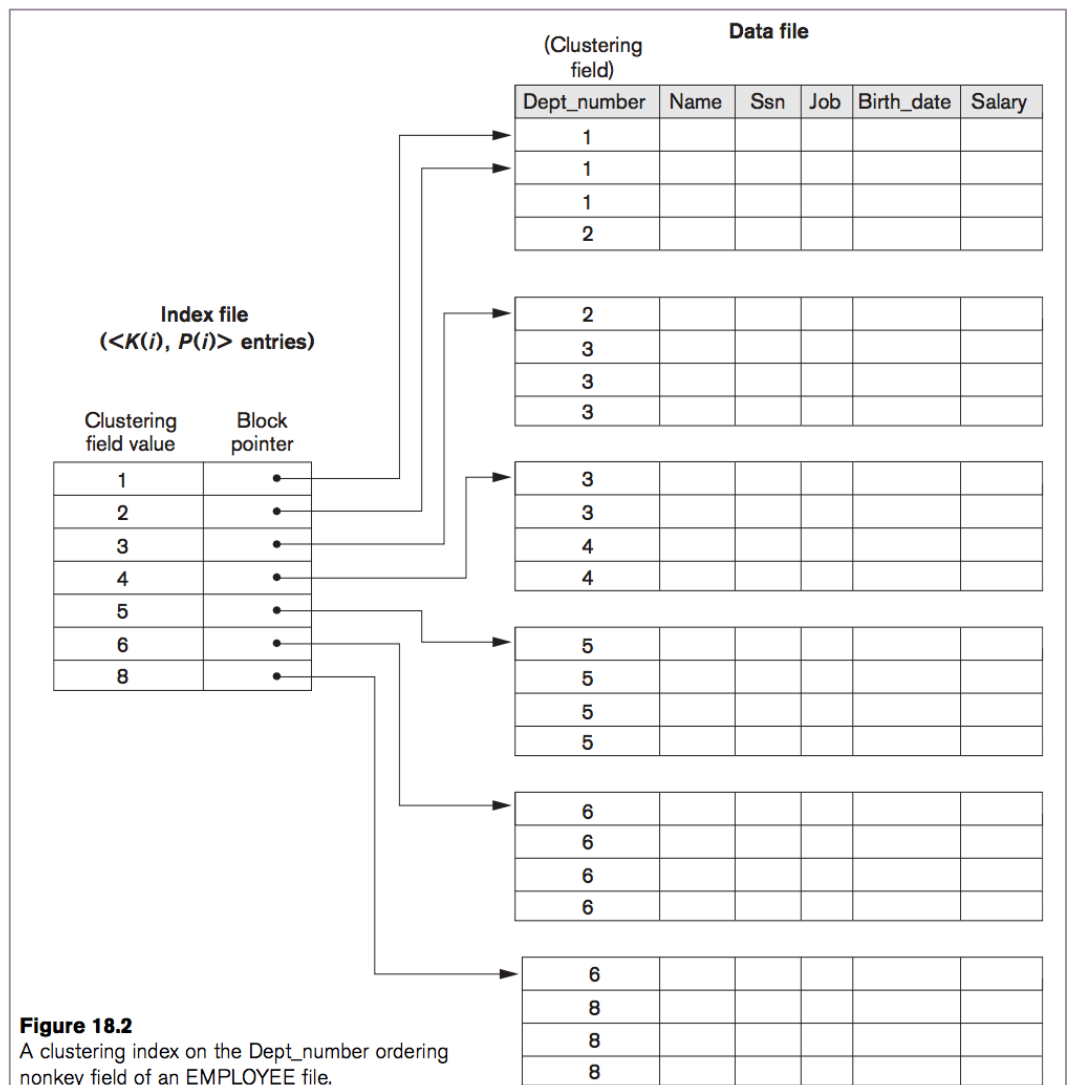 Data file
(Clustering
field)
Dept_number Name Ssn Job Birth_date Salary
1
1
1
2
2
3
3
3
3
3
4
4
5
5
5
5
6
6
6
6
6
8
8
8
Index file
(<K(i), P(i)> entries)
Clustering
field value
Block
pointer
1
2
3
4
5
6
8
Figure 18.2
A clustering index on the Dept_number ordering
nonkey field of an EMPLOYEE file.